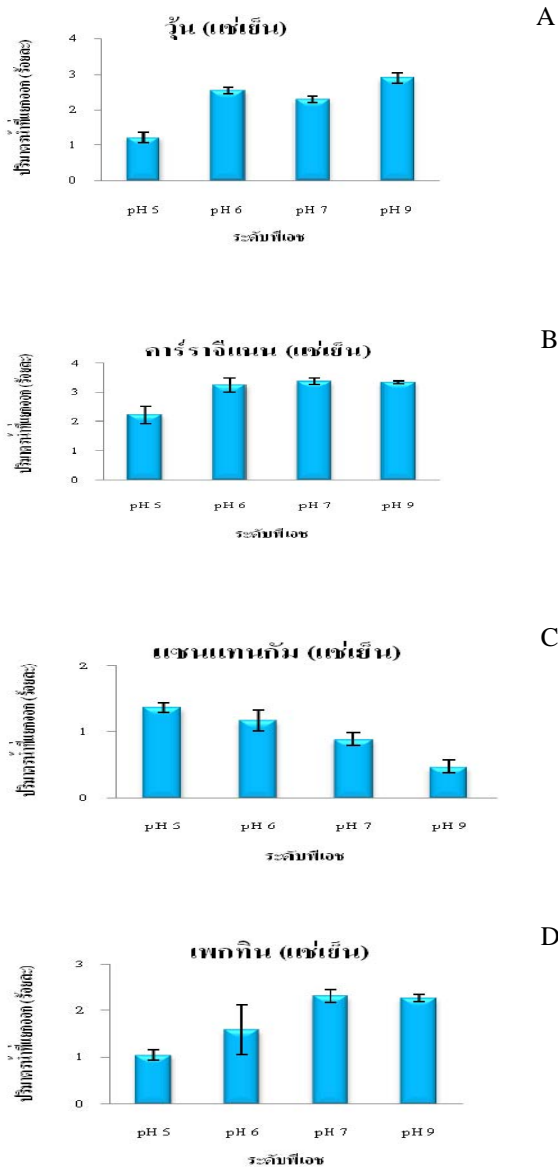 A
วุ้น (แช่เย็น)
ปริมาตรน้ำที่แยกออก (ร้อยละ)
4
3
2
1
0
pH 5 pH 6 pH 7 pH 9
ระดับพีเอช
B
คาร์ราจีแนน (แช่เย็น)
ปริมาตรน้ำที่แยกออก (ร้อยละ)
4
3
2
1
0
pH 5 pH 6 pH 7 pH 9
ระดับพีเอช
C
แซนแทนกัม (แช่เย็น)
ปริมาตรน้ำที่แยกออก (ร้อยละ)
2
1
0
pH 5 pH 6 pH 7 pH 9
ระดับพีเอช
D
เพกทิน (แช่เย็น)
ปริมาตรน้ำที่แยกออก (ร้อยละ)
3
2
1
0
pH 5 pH 6 pH 7 pH 9
ระดับพีเอช